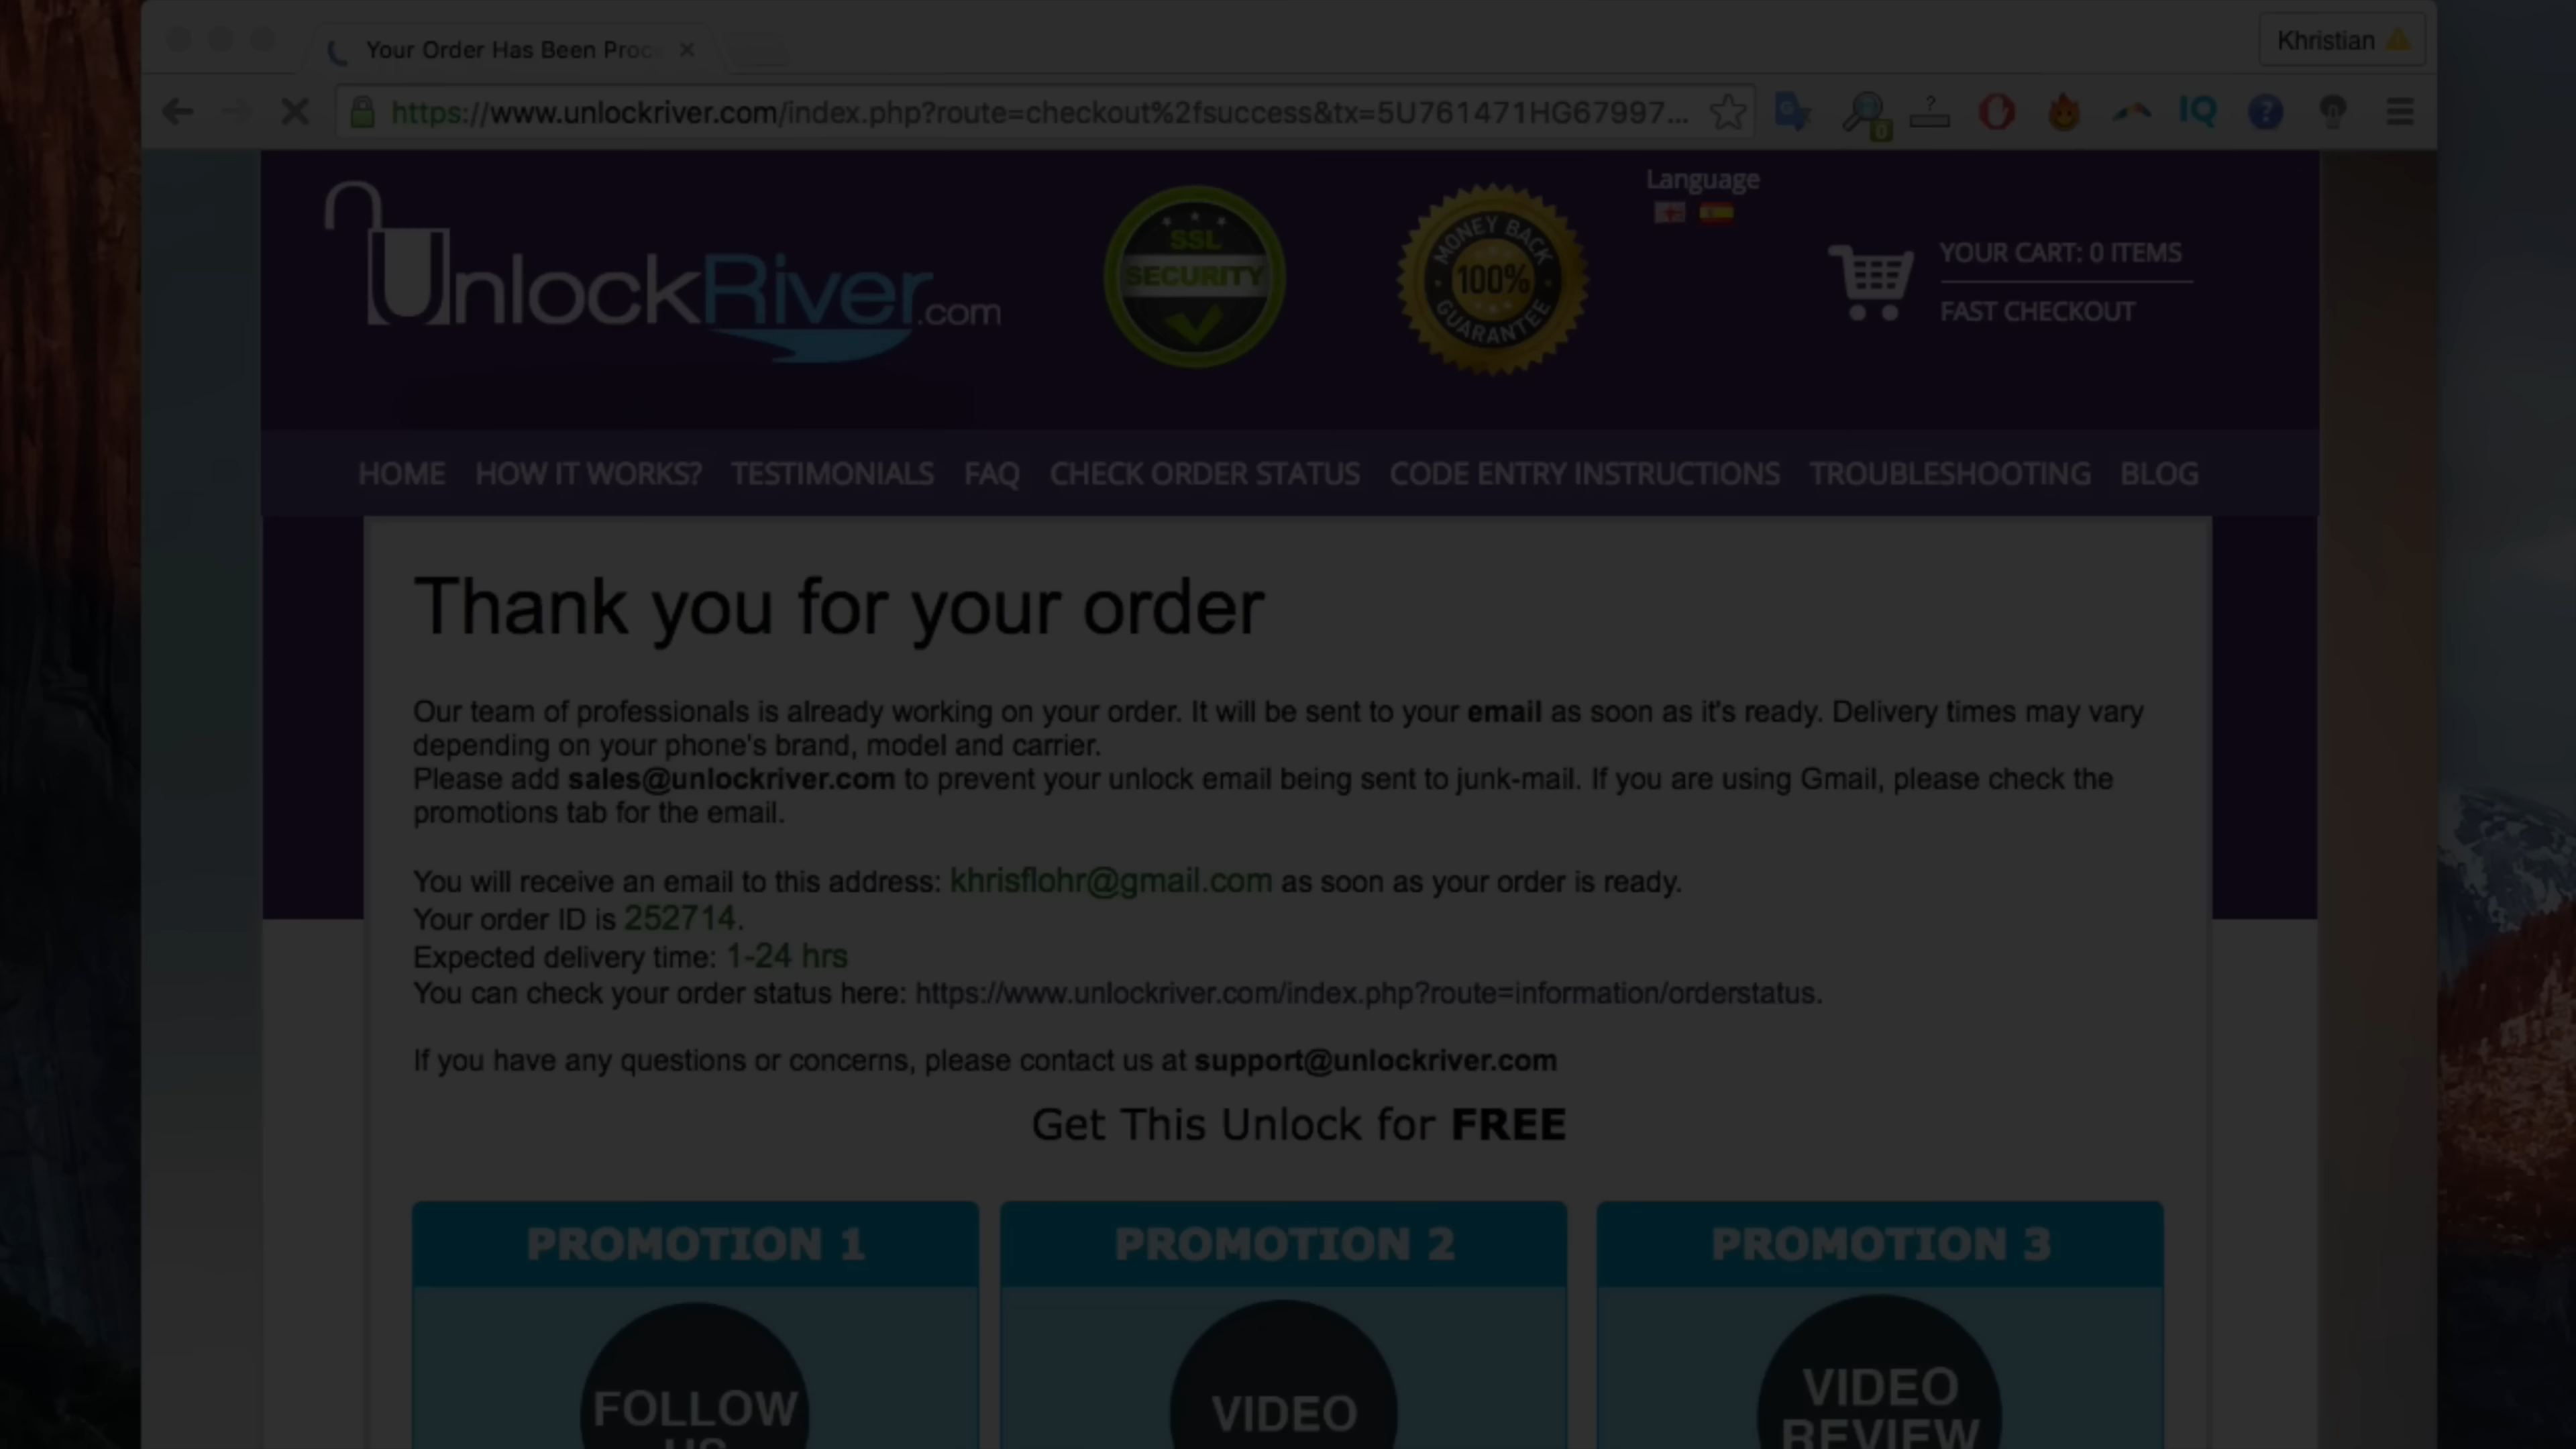 Your Order Has Been Proc
Khristian
https://www.unlockriver.com/index.php?route=checkout%2fsuccess&tx=5U761471HG67997...
0
?
IQ
?
UnlockRiver.com
SSL
SECURITY
MONEY BACK
100%
GUARANTEE
Language
YOUR CART: 0 ITEMS
FAST CHECKOUT
HOME HOW IT WORKS? TESTIMONIALS FAQ CHECK ORDER STATUS CODE ENTRY INSTRUCTIONS TROUBLESHOOTING BLOG
Thank you for your order
Our team of professionals is already working on your order. It will be sent to your email as soon as it's ready. Delivery times may vary
depending on your phone's brand, model and carrier.
Please add sales@unlockriver.com to prevent your unlock email being sent to junk-mail. If you are using Gmail, please check the
promotions tab for the email.
You will receive an email to this address: khrisflohr@gmail.com as soon as your order is ready.
Your order ID is 252714.
Expected delivery time: 1-24 hrs
You can check your order status here: https://www.unlockriver.com/index.php?route=information/orderstatus.
If you have any questions or concerns, please contact us at support@unlockriver.com
Get This Unlock for FREE
PROMOTION 1
PROMOTION 2
PROMOTION 3
FOLLOW
US
VIDEO
VIDEO
REVIEW